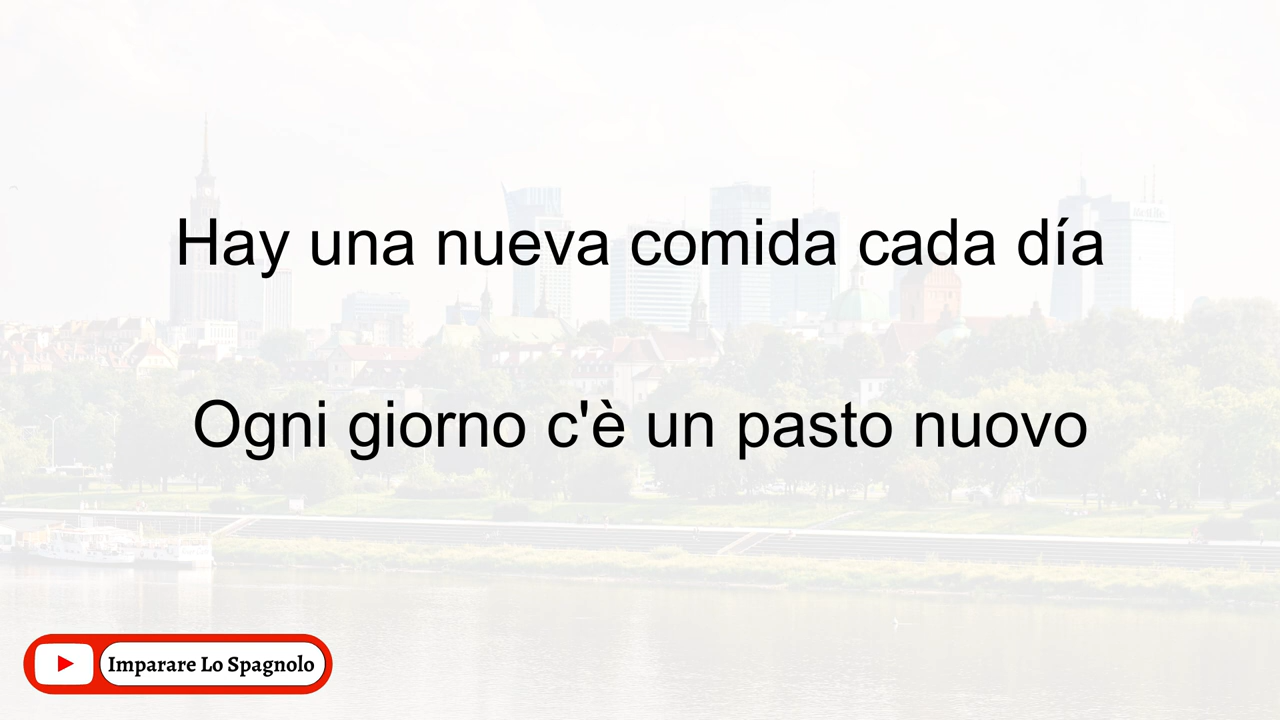 Hay una nueva comida cada día
Ogni giorno c'è un pasto nuovo
Imparare Lo Spagnolo